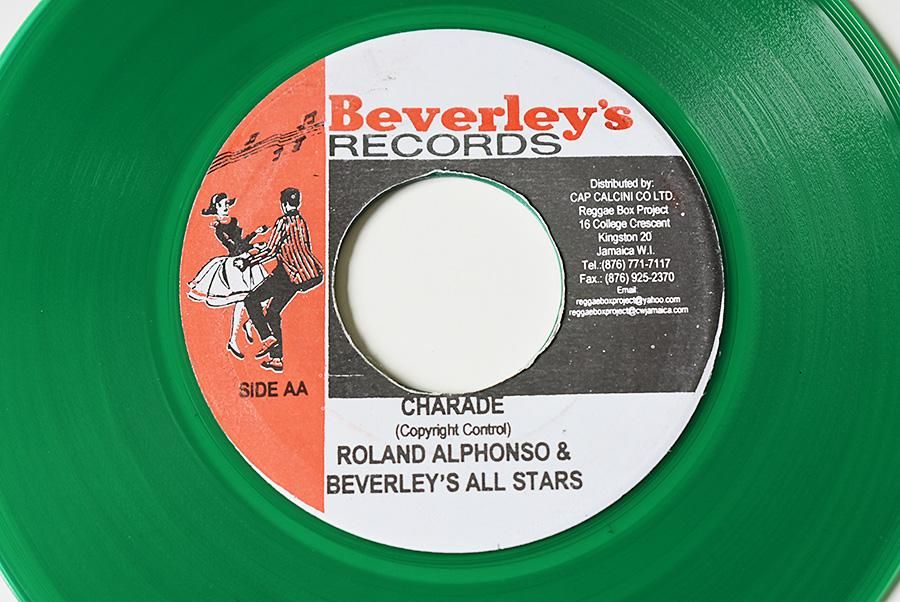 Beverley's
RECORDS
Distributed by:
CAP CALCINI CO LTD.
Reggae Box Project
16 College Crescent
Kingston 20
Jamaica W.I.
Tel.:(876) 771-7117
Fax.: (876) 925-2370
Email:
reggaeboxproject@yahoo.com
reggaeboxproject@cwjamaica.com
SIDE AA
CHARADE
(Copyright Control)
ROLAND ALPHONSO &
BEVERLEY'S ALL STARS